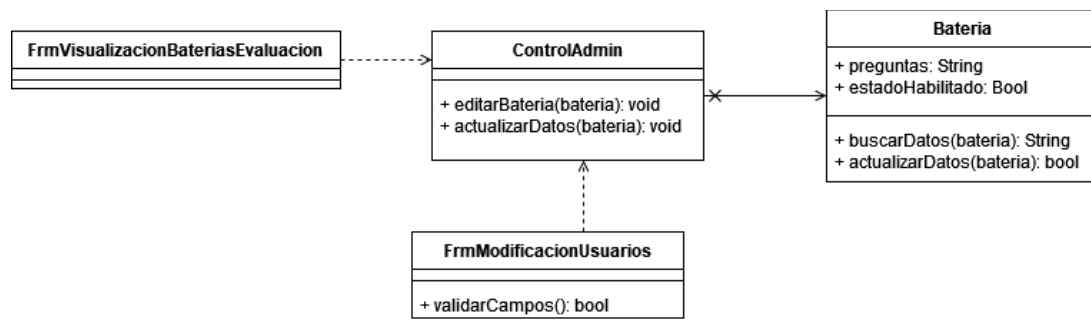 FrmVisualizacionBateriasEvaluacion
ControlAdmin
+ editarBateria(bateria): void
+ actualizarDatos(bateria): void
Bateria
+ preguntas: String
+ estadoHabilitado: Bool
+ buscarDatos(bateria): String
+ actualizarDatos(bateria): bool
FrmModificacionUsuarios
+ validarCampos(): bool